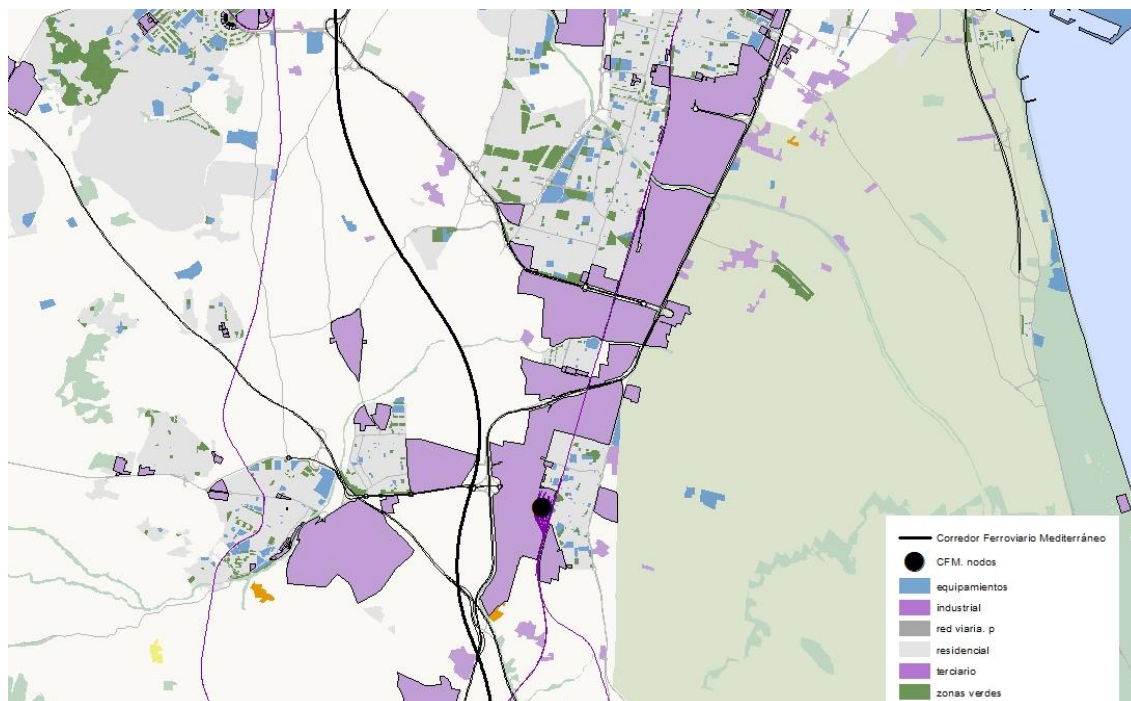 Corredor Ferroviario Mediterráneo
CFM. nodos
equipamientos
industrial
red viaria. p
residencial
terciario
zonas verdes